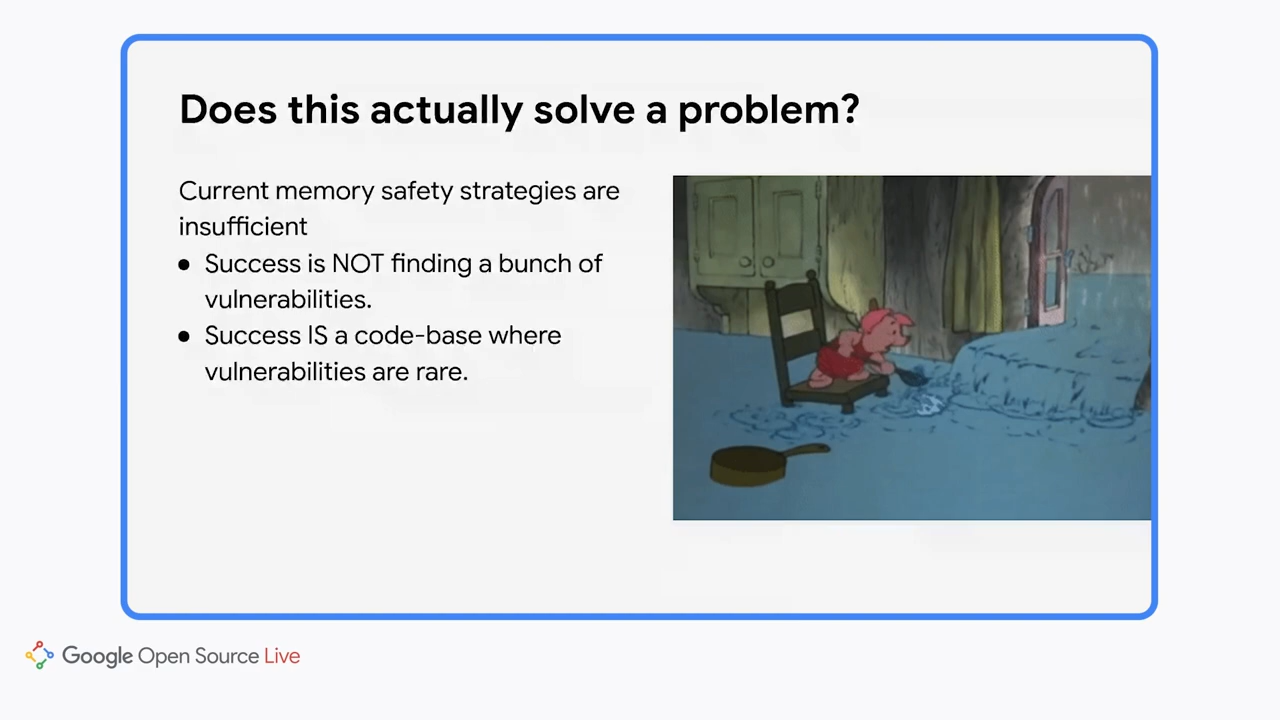 Does this actually solve a problem?
Current memory safety strategies are
insufficient
● Success is NOT finding a bunch of
vulnerabilities.
● Success IS a code-base where
vulnerabilities are rare.
Google Open Source Live